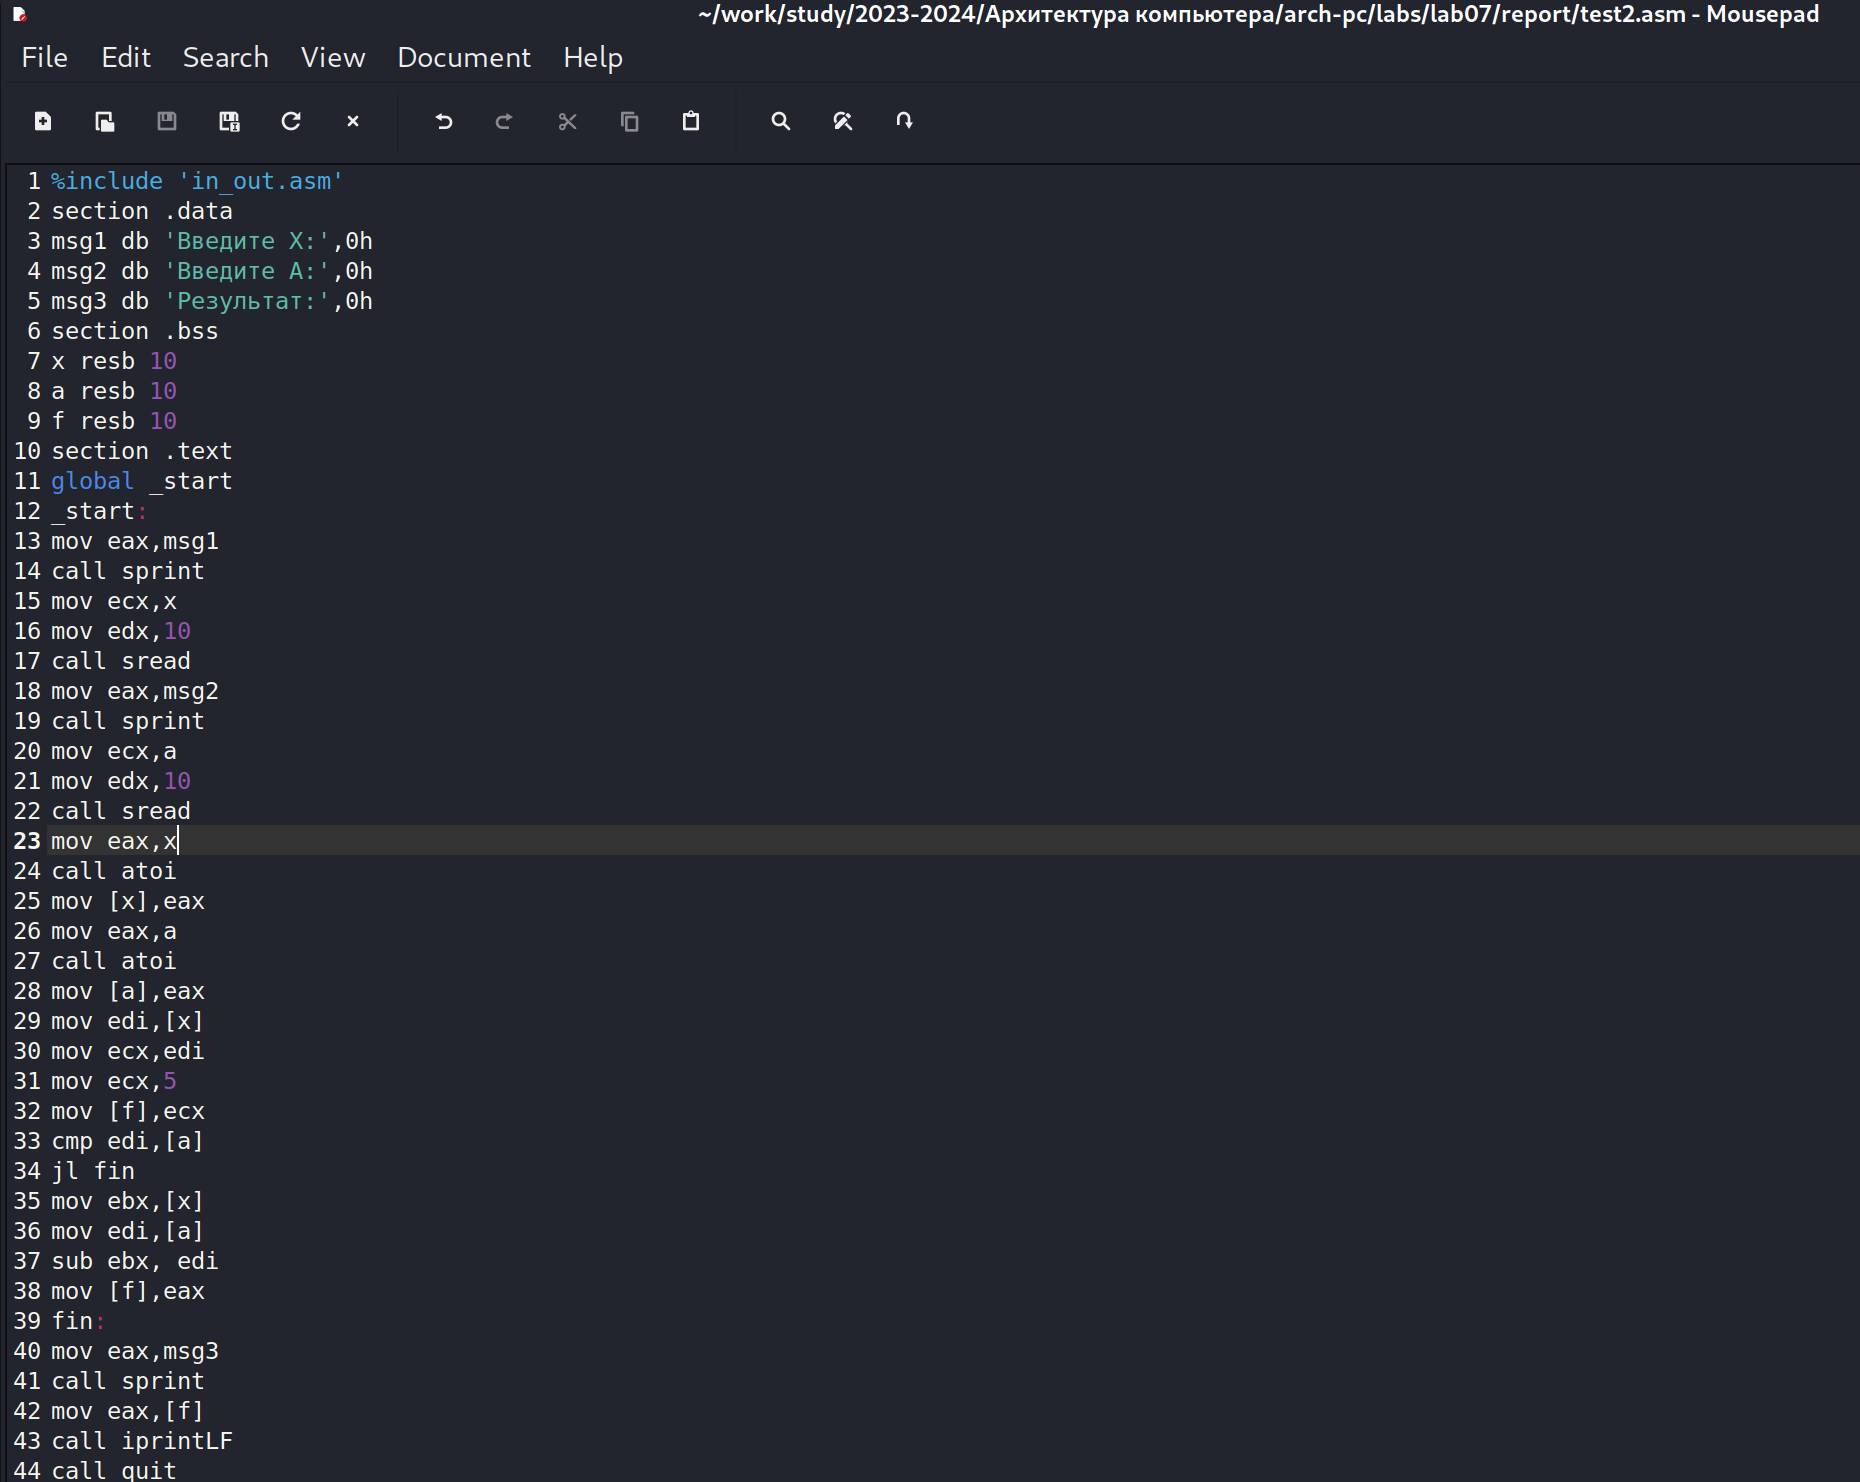 ~/work/study/2023-2024/Архитектура компьютера/arch-pc/labs/lab07/report/test2.asm - Mousepad
File Edit Search View Document Help
1 %include 'in_out.asm'
2 section .data
3 msg1 db 'Введите X:',0h
4 msg2 db 'Введите A:',0h
5 msg3 db 'Результат:',0h
6 section .bss
7 x resb 10
8 a resb 10
9 f resb 10
10 section .text
11 global _start
12 _start:
13 mov eax,msg1
14 call sprint
15 mov ecx,x
16 mov edx,10
17 call sread
18 mov eax,msg2
19 call sprint
20 mov ecx,a
21 mov edx,10
22 call sread
23 mov eax,x
24 call atoi
25 mov [x],eax
26 mov eax,a
27 call atoi
28 mov [a],eax
29 mov edi,[x]
30 mov ecx,edi
31 mov ecx,5
32 mov [f],ecx
33 cmp edi,[a]
34 jl fin
35 mov ebx,[x]
36 mov edi,[a]
37 sub ebx, edi
38 mov [f],eax
39 fin:
40 mov eax,msg3
41 call sprint
42 mov eax,[f]
43 call iprintLF
44 call quit